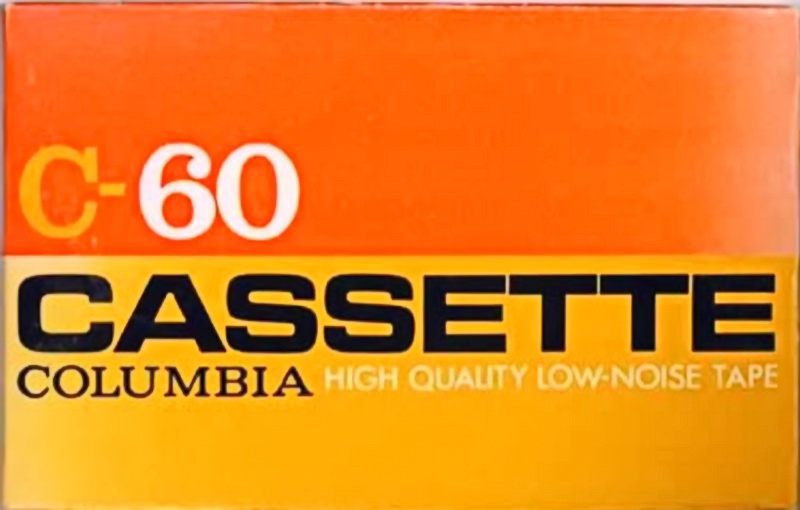 C-60
CASSETTE
COLUMBIA HIGH QUALITY LOW-NOISE TAPE